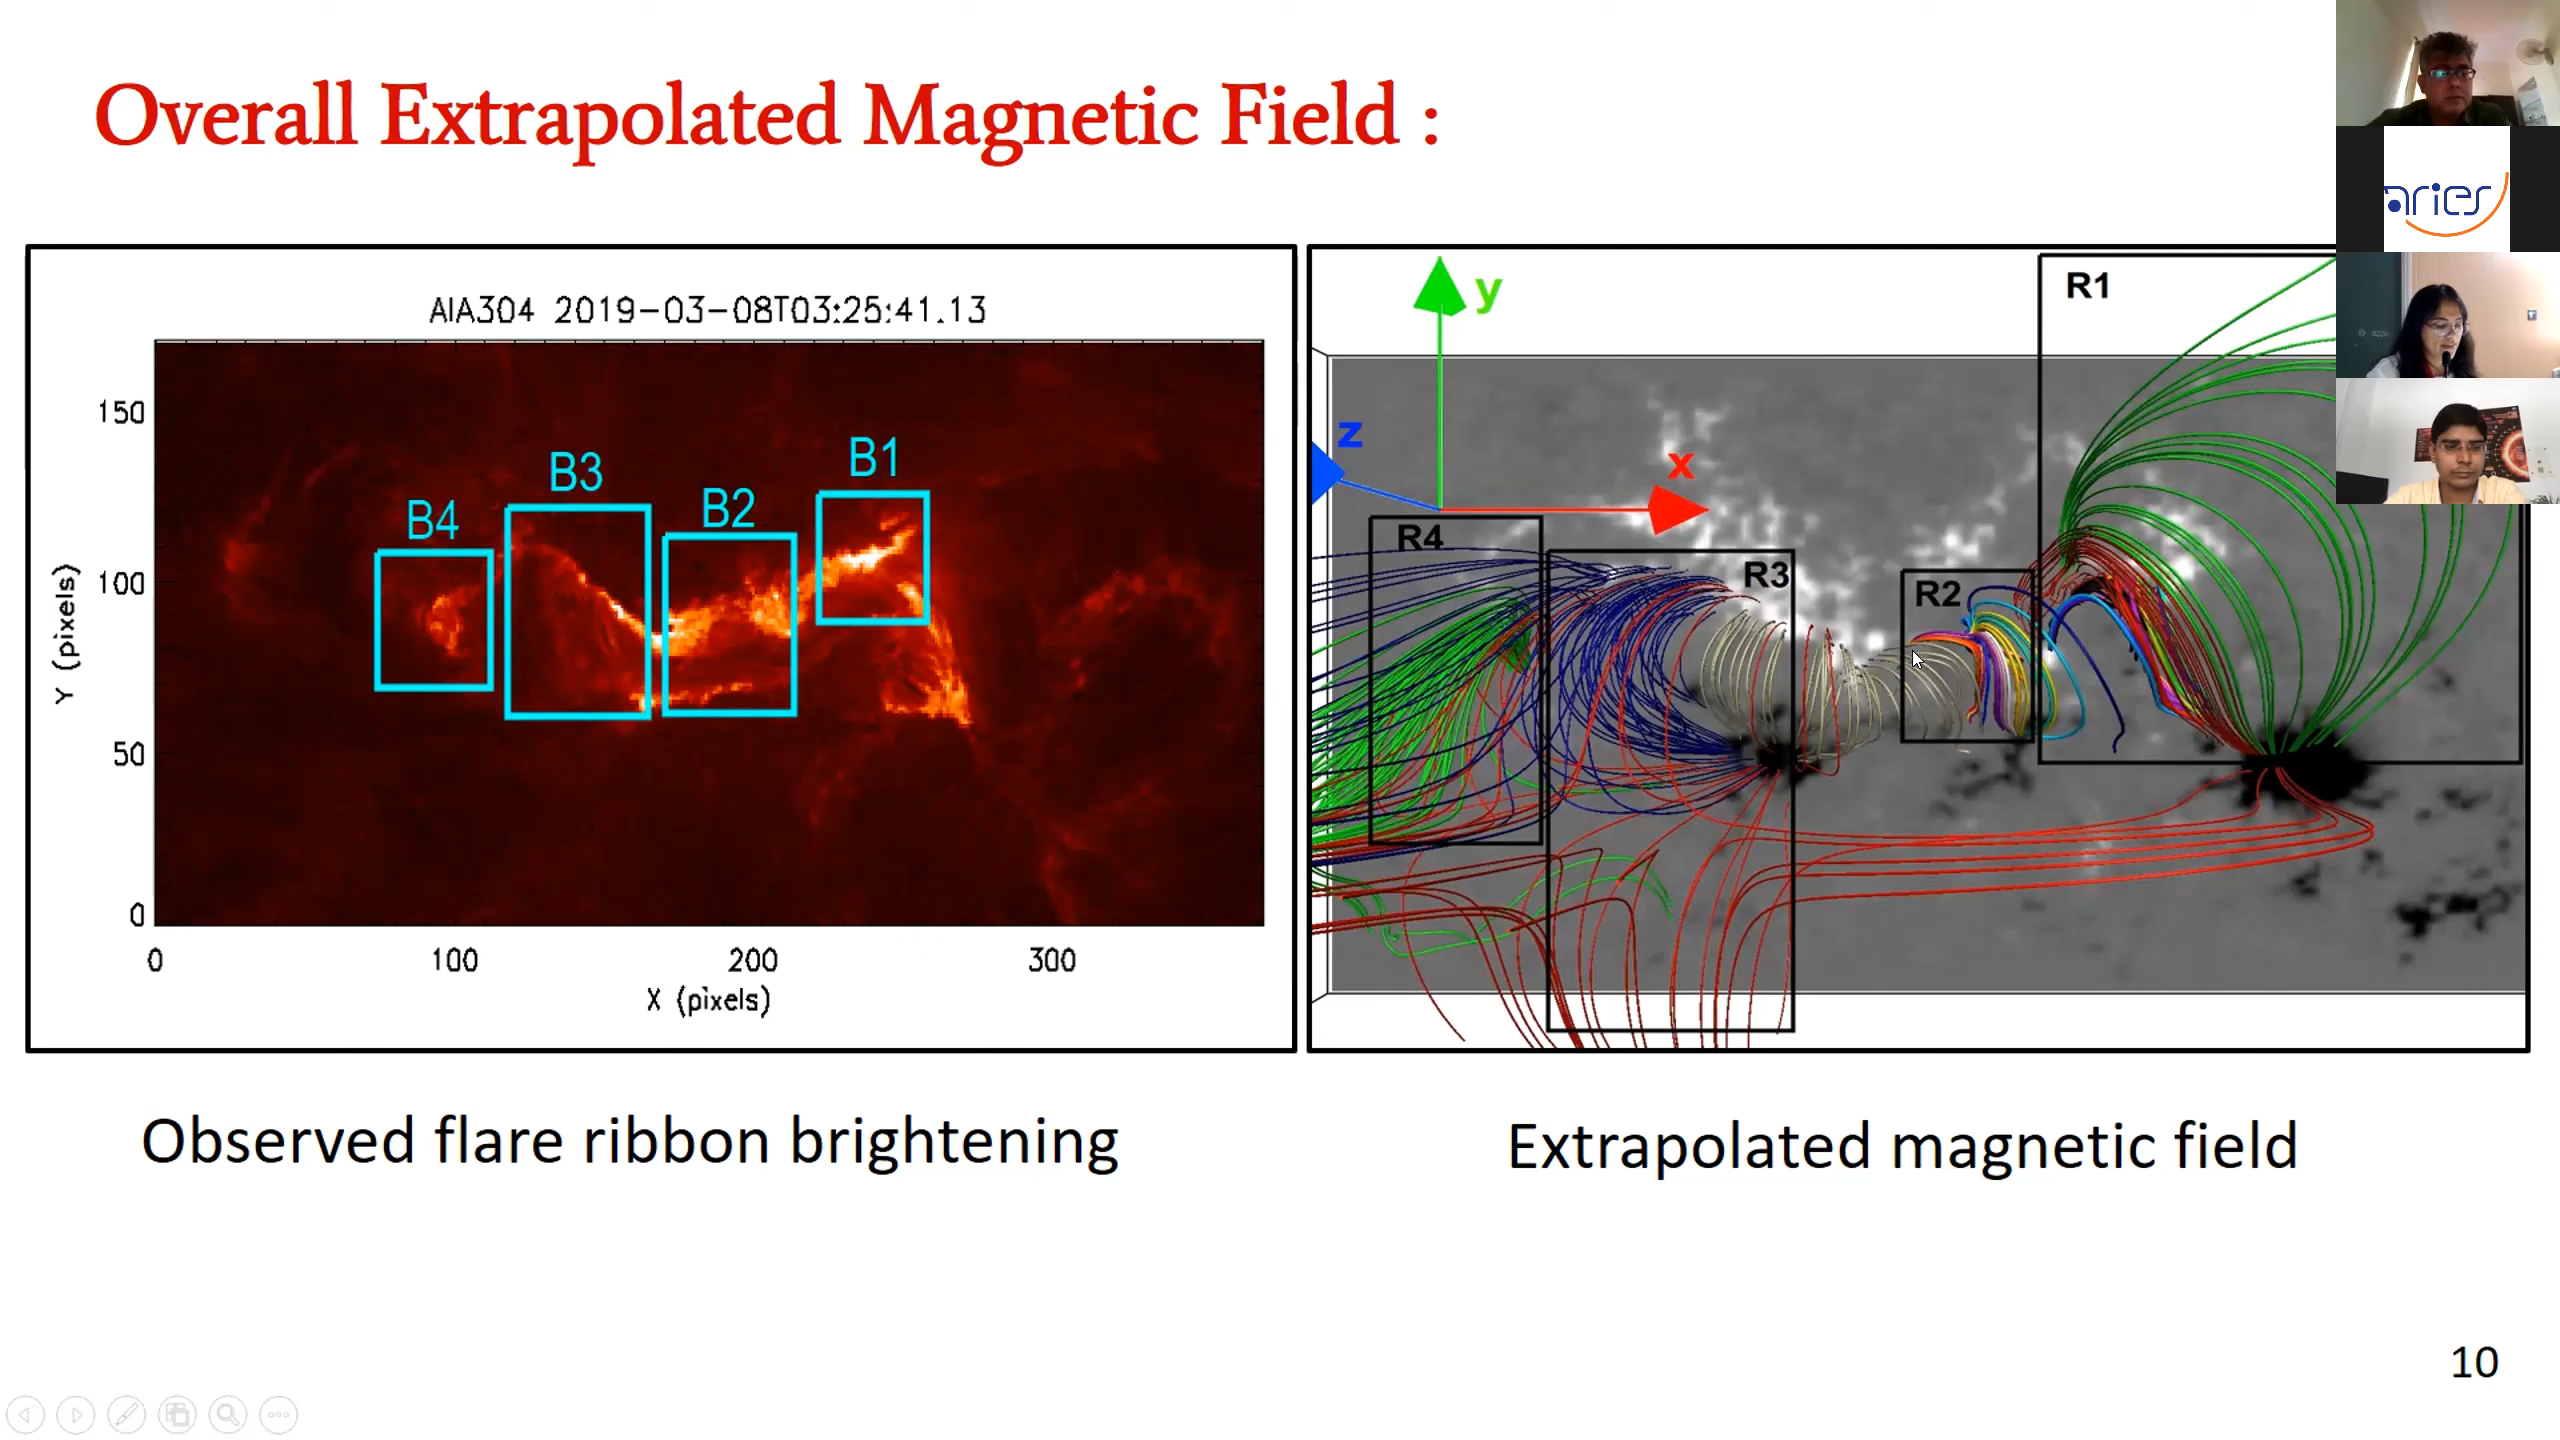 Overall Extrapolated Magnetic Field :
aries
AIA304 2019-03-08T03:25:41.13
150
100
50
0
Y (pixels)
B4
B3
B2
B1
0
100
200
300
X (pixels)
y
z
x
R1
R2
R3
R4
Observed flare ribbon brightening
Extrapolated magnetic field
10